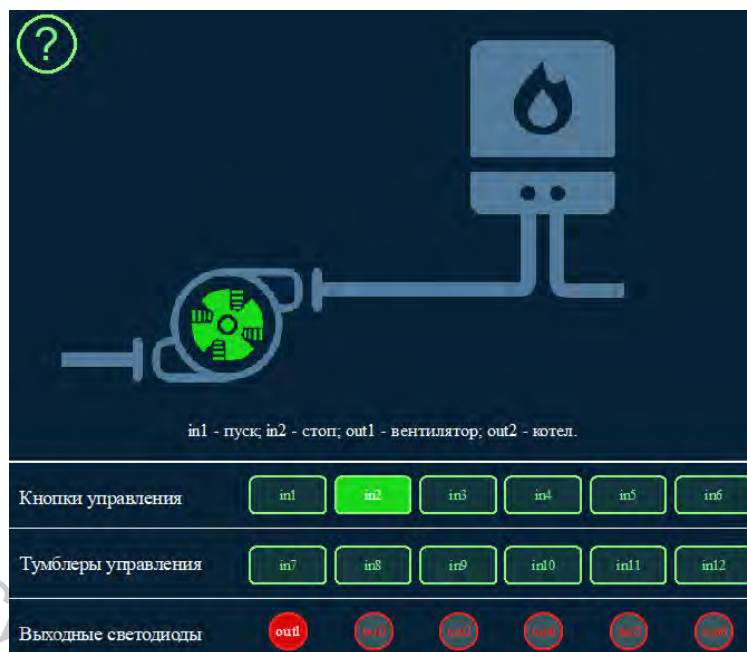 ?
in1 - пуск; in2 - стоп; out1 - вентилятор; out2 - котел.
Кнопки управления in1 in2 in3 in4 in5 in6
Тумблеры управления in7 in8 in9 in10 in11 in12
Выходные светодиоды out1